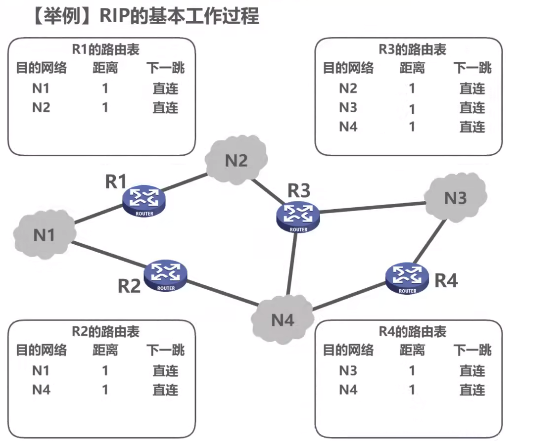 【举例】RIP的基本工作过程
R1的路由表
目的网络 距离 下一跳
N1 1 直连
N2 1 直连
R3的路由表
目的网络 距离 下一跳
N2 1 直连
N3 1 直连
N4 1 直连
N2
R1
ROUTER
R3
ROUTER
N3
N1
R2
ROUTER
R4
ROUTER
N4
R2的路由表
目的网络 距离 下一跳
N1 1 直连
N4 1 直连
R4的路由表
目的网络 距离 下一跳
N3 1 直连
N4 1 直连